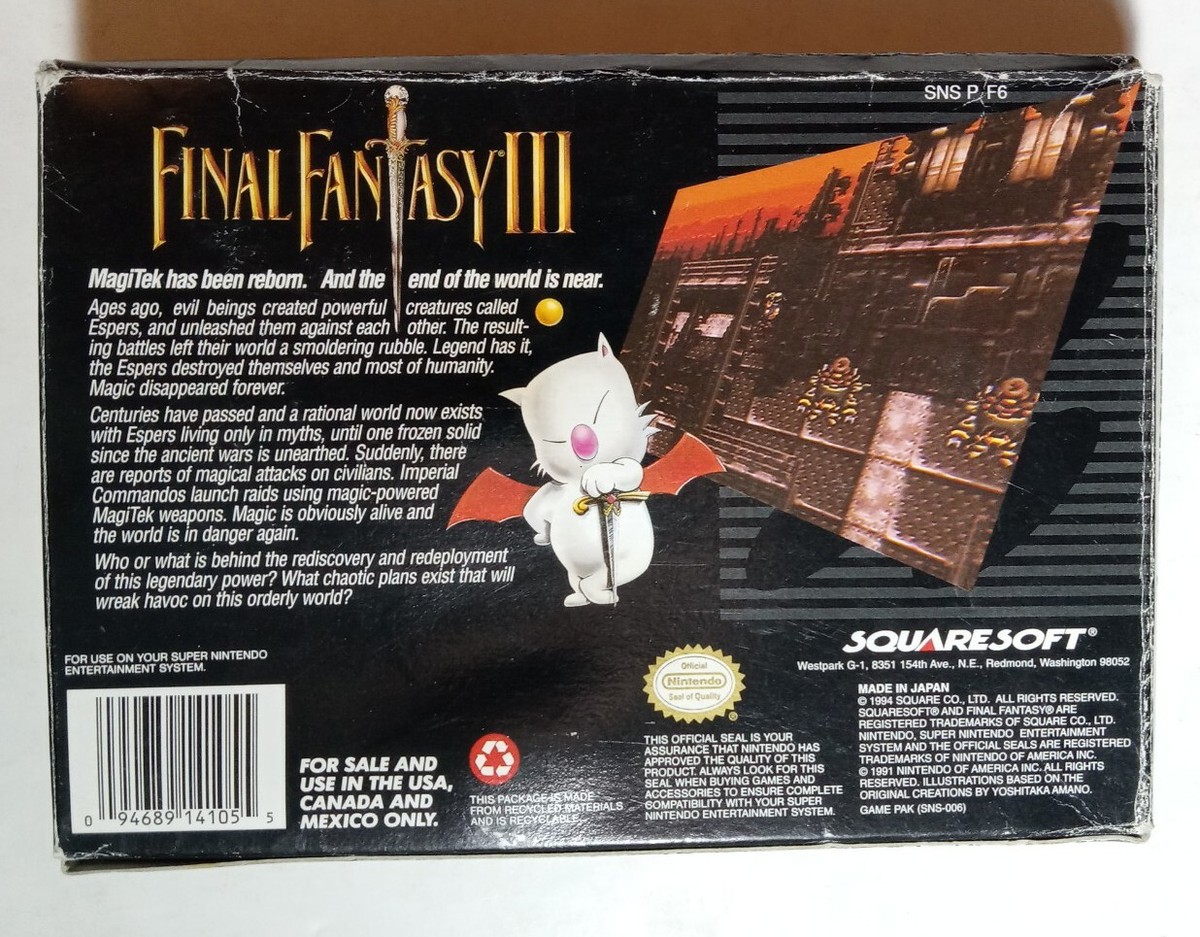 SNS P F6
FINAL FANTASY III
MagiTek has been reborn. And the end of the world is near.
Ages ago, evil beings created powerful creatures called
Espers, and unleashed them against each other. The result-
ing battles left their world a smoldering rubble. Legend has it,
the Espers destroyed themselves and most of humanity.
Magic disappeared forever.
Centuries have passed and a rational world now exists
with Espers living only in myths, until one frozen solid
since the ancient wars is unearthed. Suddenly, there
are reports of magical attacks on civilians. Imperial
Commandos launch raids using magic-powered
MagiTek weapons. Magic is obviously alive and
the world is in danger again.
Who or what is behind the rediscovery and redeployment
of this legendary power? What chaotic plans exist that will
wreak havoc on this orderly world?
FOR USE ON YOUR SUPER NINTENDO
ENTERTAINMENT SYSTEM.
0 94689 14105 5
FOR SALE AND
USE IN THE USA,
CANADA AND
MEXICO ONLY.
THIS PACKAGE IS MADE
FROM RECYCLED MATERIALS
AND IS RECYCLABLE.
Official
Nintendo
Seal of Quality
®
THIS OFFICIAL SEAL IS YOUR
ASSURANCE THAT NINTENDO HAS
APPROVED THE QUALITY OF THIS
PRODUCT. ALWAYS LOOK FOR THIS
SEAL WHEN BUYING GAMES AND
ACCESSORIES TO ENSURE COMPLETE
COMPATIBILITY WITH YOUR SUPER
NINTENDO ENTERTAINMENT SYSTEM.
SQUARESOFT®
Westpark G-1, 8351 154th Ave., N.E., Redmond, Washington 98052
MADE IN JAPAN
© 1994 SQUARE CO., LTD. ALL RIGHTS RESERVED.
SQUARESOFT® AND FINAL FANTASY® ARE
REGISTERED TRADEMARKS OF SQUARE CO., LTD.
NINTENDO, SUPER NINTENDO ENTERTAINMENT
SYSTEM AND THE OFFICIAL SEALS ARE REGISTERED
TRADEMARKS OF NINTENDO OF AMERICA INC.
© 1991 NINTENDO OF AMERICA INC. ALL RIGHTS
RESERVED. ILLUSTRATIONS BASED ON THE
ORIGINAL CREATIONS BY YOSHITAKA AMANO.
GAME PAK (SNS-006)